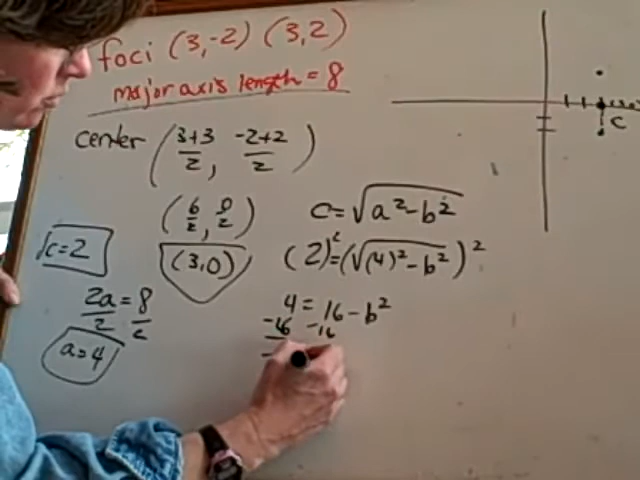 foci (3,-2) (3,2)
major axis length = 8
center (3+3/2, -2+2/2)
(6/2, 0/2)
(3,0)
c=2
2a = 8
2 2
a=4
c=√a²-b²
(2)²=(√(4)²-b²)²
4 = 16-b²
-16 -16
-
C